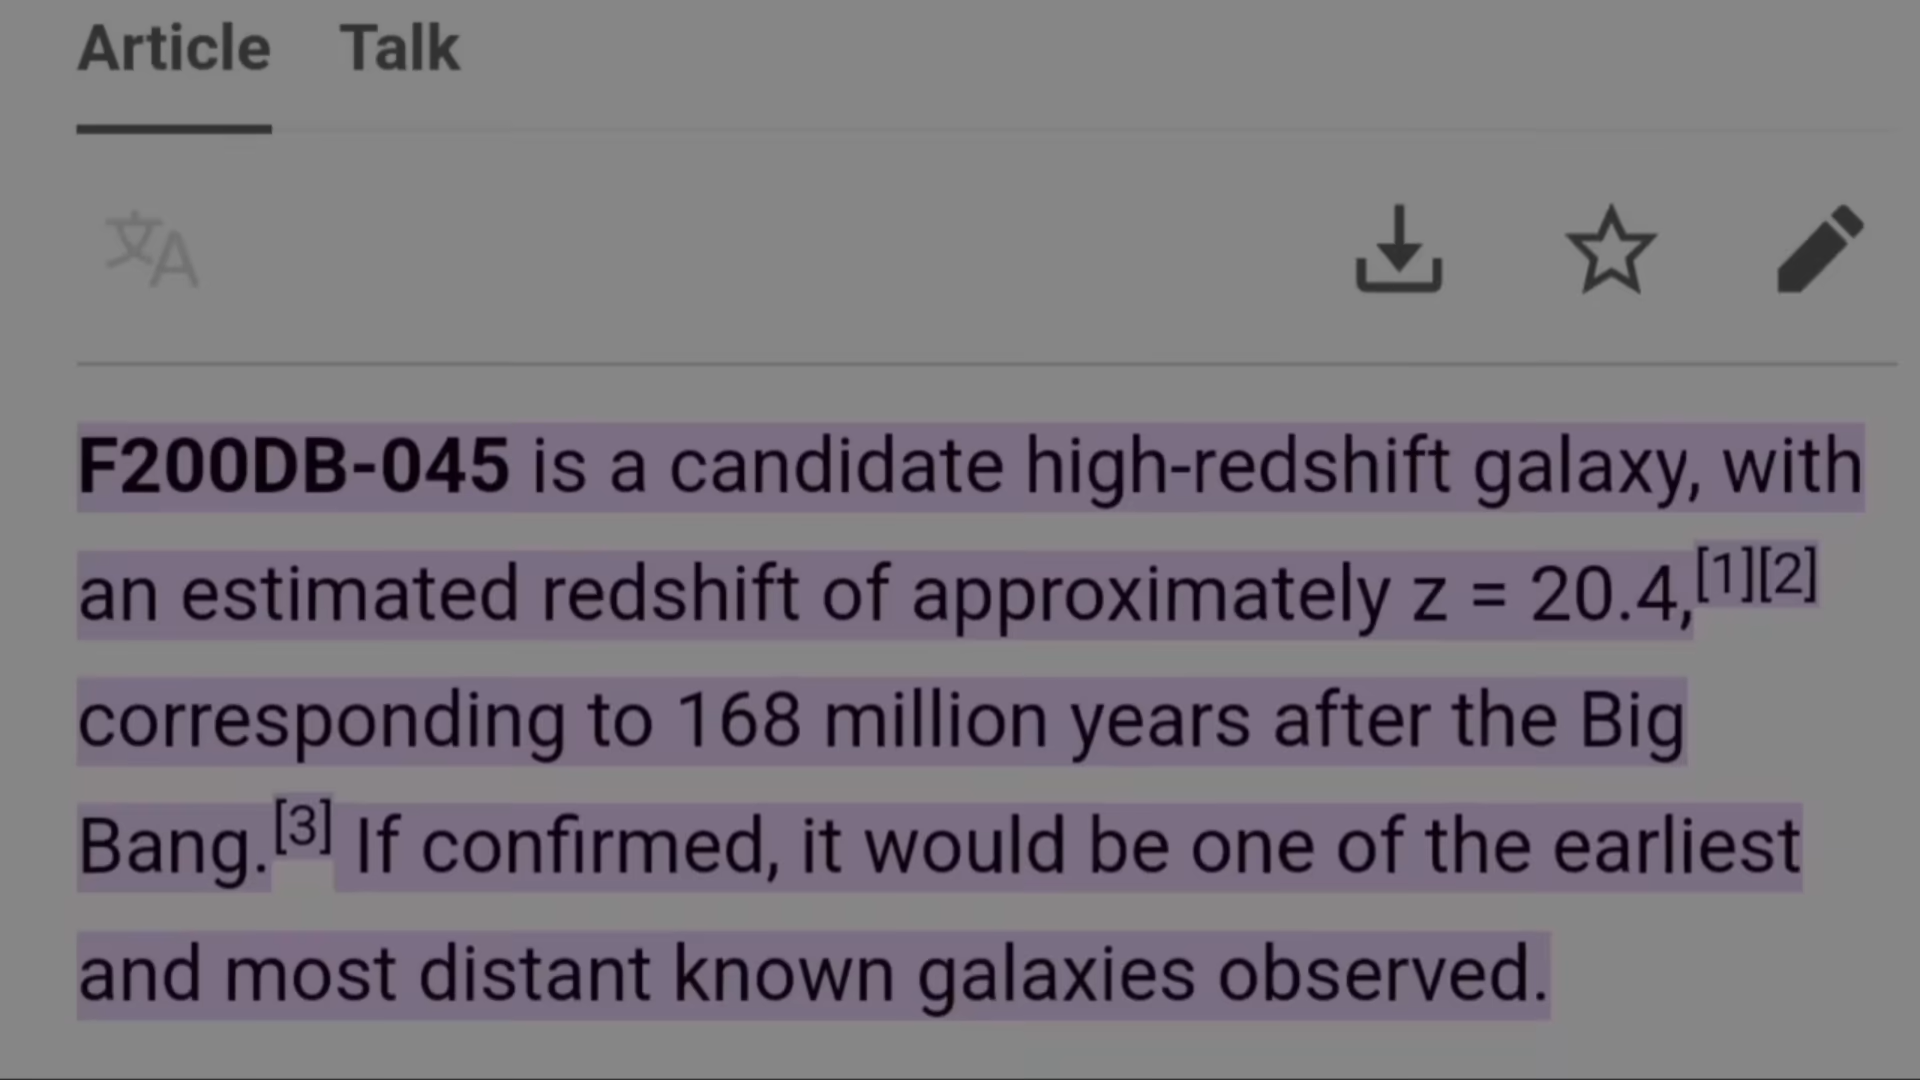 Article Talk
文A
F200DB-045 is a candidate high-redshift galaxy, with
an estimated redshift of approximately z = 20.4,[1][2]
corresponding to 168 million years after the Big
Bang.[3] If confirmed, it would be one of the earliest
and most distant known galaxies observed.